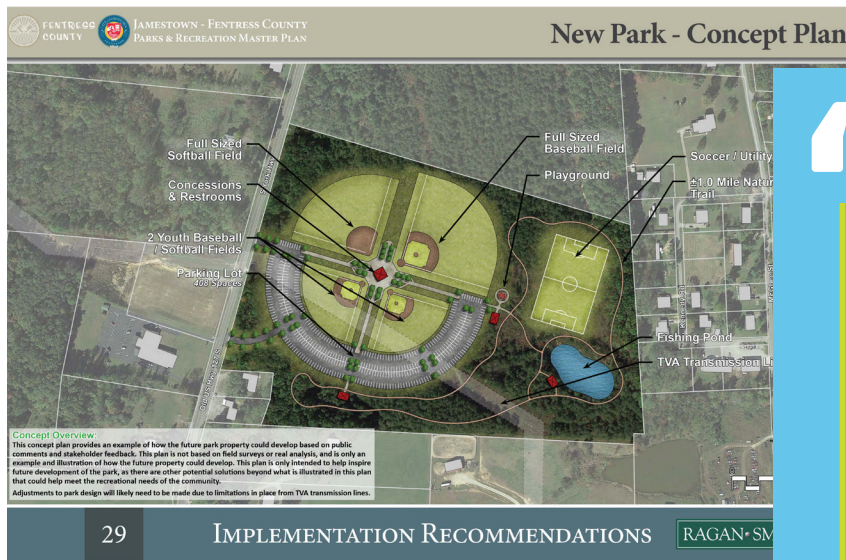 FENTRESS
COUNTY
JAMESTOWN - FENTRESS COUNTY
PARKS & RECREATION MASTER PLAN
New Park - Concept Plan
Full Sized
Softball Field
Concessions
& Restrooms
2 Youth Baseball
/ Softball Fields
Parking Lot
408 Spaces
Full Sized
Baseball Field
Playground
Soccer / Utility
±1.0 Mile Natur
Trail
Fishing Pond
TVA Transmission Li
Concept Overview:
This concept plan provides an example of how the future park property could develop based on public
comments and stakeholder feedback. This plan is not based on field surveys or real analysis, and is only an
example and illustration of how the future property could develop. This plan is only intended to help inspire
future development of the park, as there are other potential solutions beyond what is illustrated in this plan
that could help meet the recreational needs of the community.
Adjustments to park design will likely need to be made due to limitations in place from TVA transmission lines.
29
IMPLEMENTATION RECOMMENDATIONS
RAGAN SM